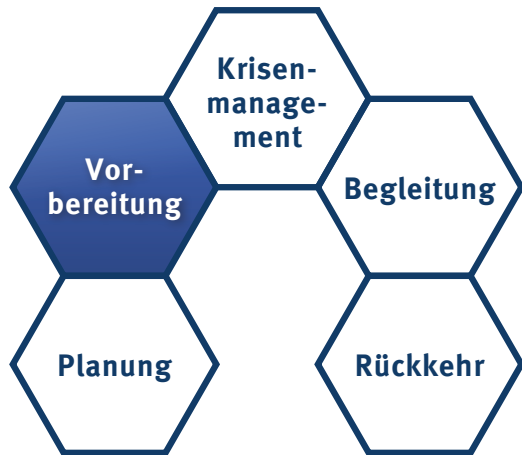 Krisen-
manage-
ment
Vor-
bereitung
Begleitung
Planung
Rückkehr